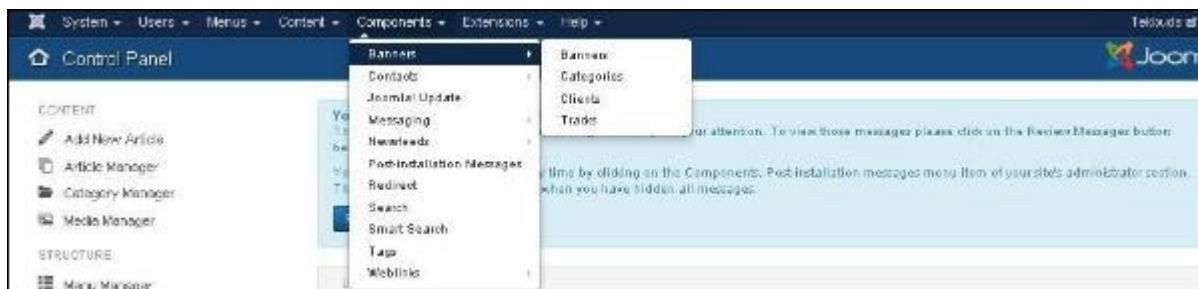 System Users Menus Content Components Extensions Help
Control Panel
Joom
Banners
Contacts
Joomla! Update
Messaging
Newsfeeds
Post-installation Messages
Redirect
Search
Smart Search
Tags
Weblinks
Banners
Categories
Clients
Tracks
CONTENT
Add New Article
Article Manager
Category Manager
Media Manager
STRUCTURE
Menu Manager
Yo
ur attention. To view those messages please click on the Review Messages button
be
time by clicking on the Components. Post installation messages menu item of your site's administrator section.
when you have hidden all messages.